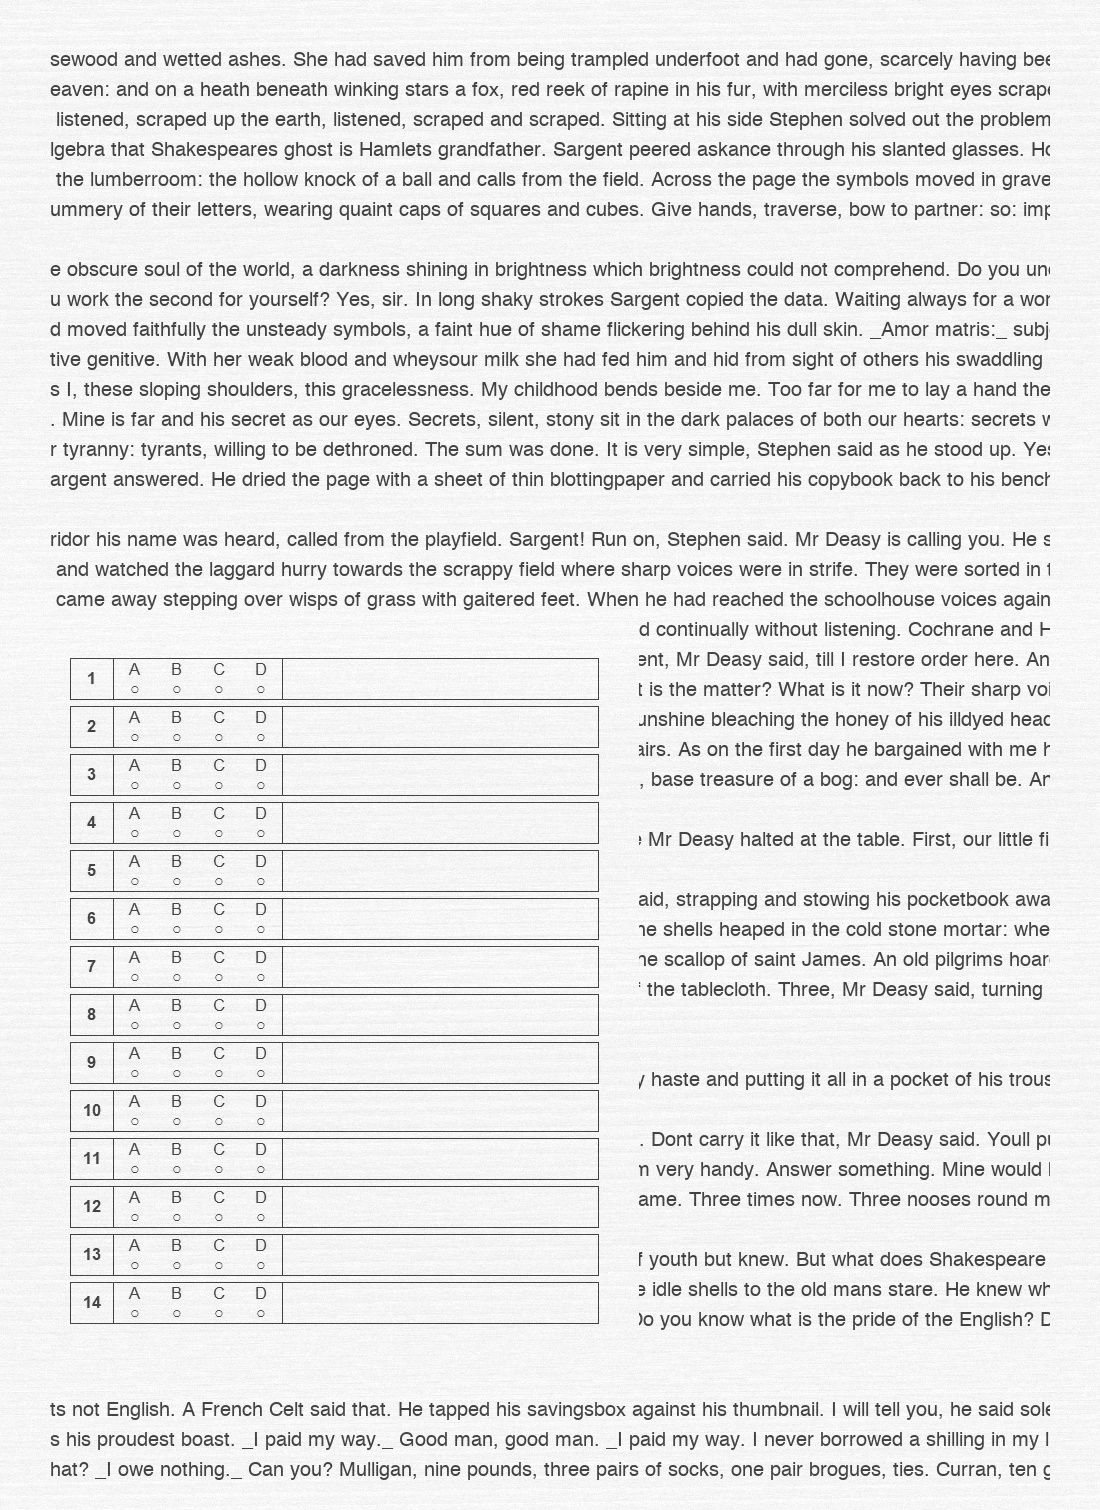 sewood and wetted ashes. She had saved him from being trampled underfoot and had gone, scarcely having bee
eaven: and on a heath beneath winking stars a fox, red reek of rapine in his fur, with merciless bright eyes scrape
listened, scraped up the earth, listened, scraped and scraped. Sitting at his side Stephen solved out the problem
lgebra that Shakespeares ghost is Hamlets grandfather. Sargent peered askance through his slanted glasses. Ho
the lumberroom: the hollow knock of a ball and calls from the field. Across the page the symbols moved in grave
ummery of their letters, wearing quaint caps of squares and cubes. Give hands, traverse, bow to partner: so: imp
e obscure soul of the world, a darkness shining in brightness which brightness could not comprehend. Do you und
u work the second for yourself? Yes, sir. In long shaky strokes Sargent copied the data. Waiting always for a wor
d moved faithfully the unsteady symbols, a faint hue of shame flickering behind his dull skin. _Amor matris:_ subj
tive genitive. With her weak blood and wheysour milk she had fed him and hid from sight of others his swaddling
s I, these sloping shoulders, this gracelessness. My childhood bends beside me. Too far for me to lay a hand the
. Mine is far and his secret as our eyes. Secrets, silent, stony sit in the dark palaces of both our hearts: secrets w
r tyranny: tyrants, willing to be dethroned. The sum was done. It is very simple, Stephen said as he stood up. Yes
argent answered. He dried the page with a sheet of thin blottingpaper and carried his copybook back to his bench
ridor his name was heard, called from the playfield. Sargent! Run on, Stephen said. Mr Deasy is calling you. He s
and watched the laggard hurry towards the scrappy field where sharp voices were in strife. They were sorted in t
came away stepping over wisps of grass with gaitered feet. When he had reached the schoolhouse voices again
1 A B C D
2 A B C D
3 A B C D
4 A B C D
5 A B C D
6 A B C D
7 A B C D
8 A B C D
9 A B C D
10 A B C D
11 A B C D
12 A B C D
13 A B C D
14 A B C D
d continually without listening. Cochrane and H
ent, Mr Deasy said, till I restore order here. An
t is the matter? What is it now? Their sharp voi
unshine bleaching the honey of his illdyed head
airs. As on the first day he bargained with me h
, base treasure of a bog: and ever shall be. An
e Mr Deasy halted at the table. First, our little fi
aid, strapping and stowing his pocketbook awa
ne shells heaped in the cold stone mortar: whe
he scallop of saint James. An old pilgrims hoar
the tablecloth. Three, Mr Deasy said, turning
y haste and putting it all in a pocket of his trous
. Dont carry it like that, Mr Deasy said. Youll pu
m very handy. Answer something. Mine would
ame. Three times now. Three nooses round m
f youth but knew. But what does Shakespeare
e idle shells to the old mans stare. He knew wh
Do you know what is the pride of the English? D
ts not English. A French Celt said that. He tapped his savingsbox against his thumbnail. I will tell you, he said sole
s his proudest boast. _I paid my way._ Good man, good man. _I paid my way. I never borrowed a shilling in my l
hat? _I owe nothing._ Can you? Mulligan, nine pounds, three pairs of socks, one pair brogues, ties. Curran, ten g